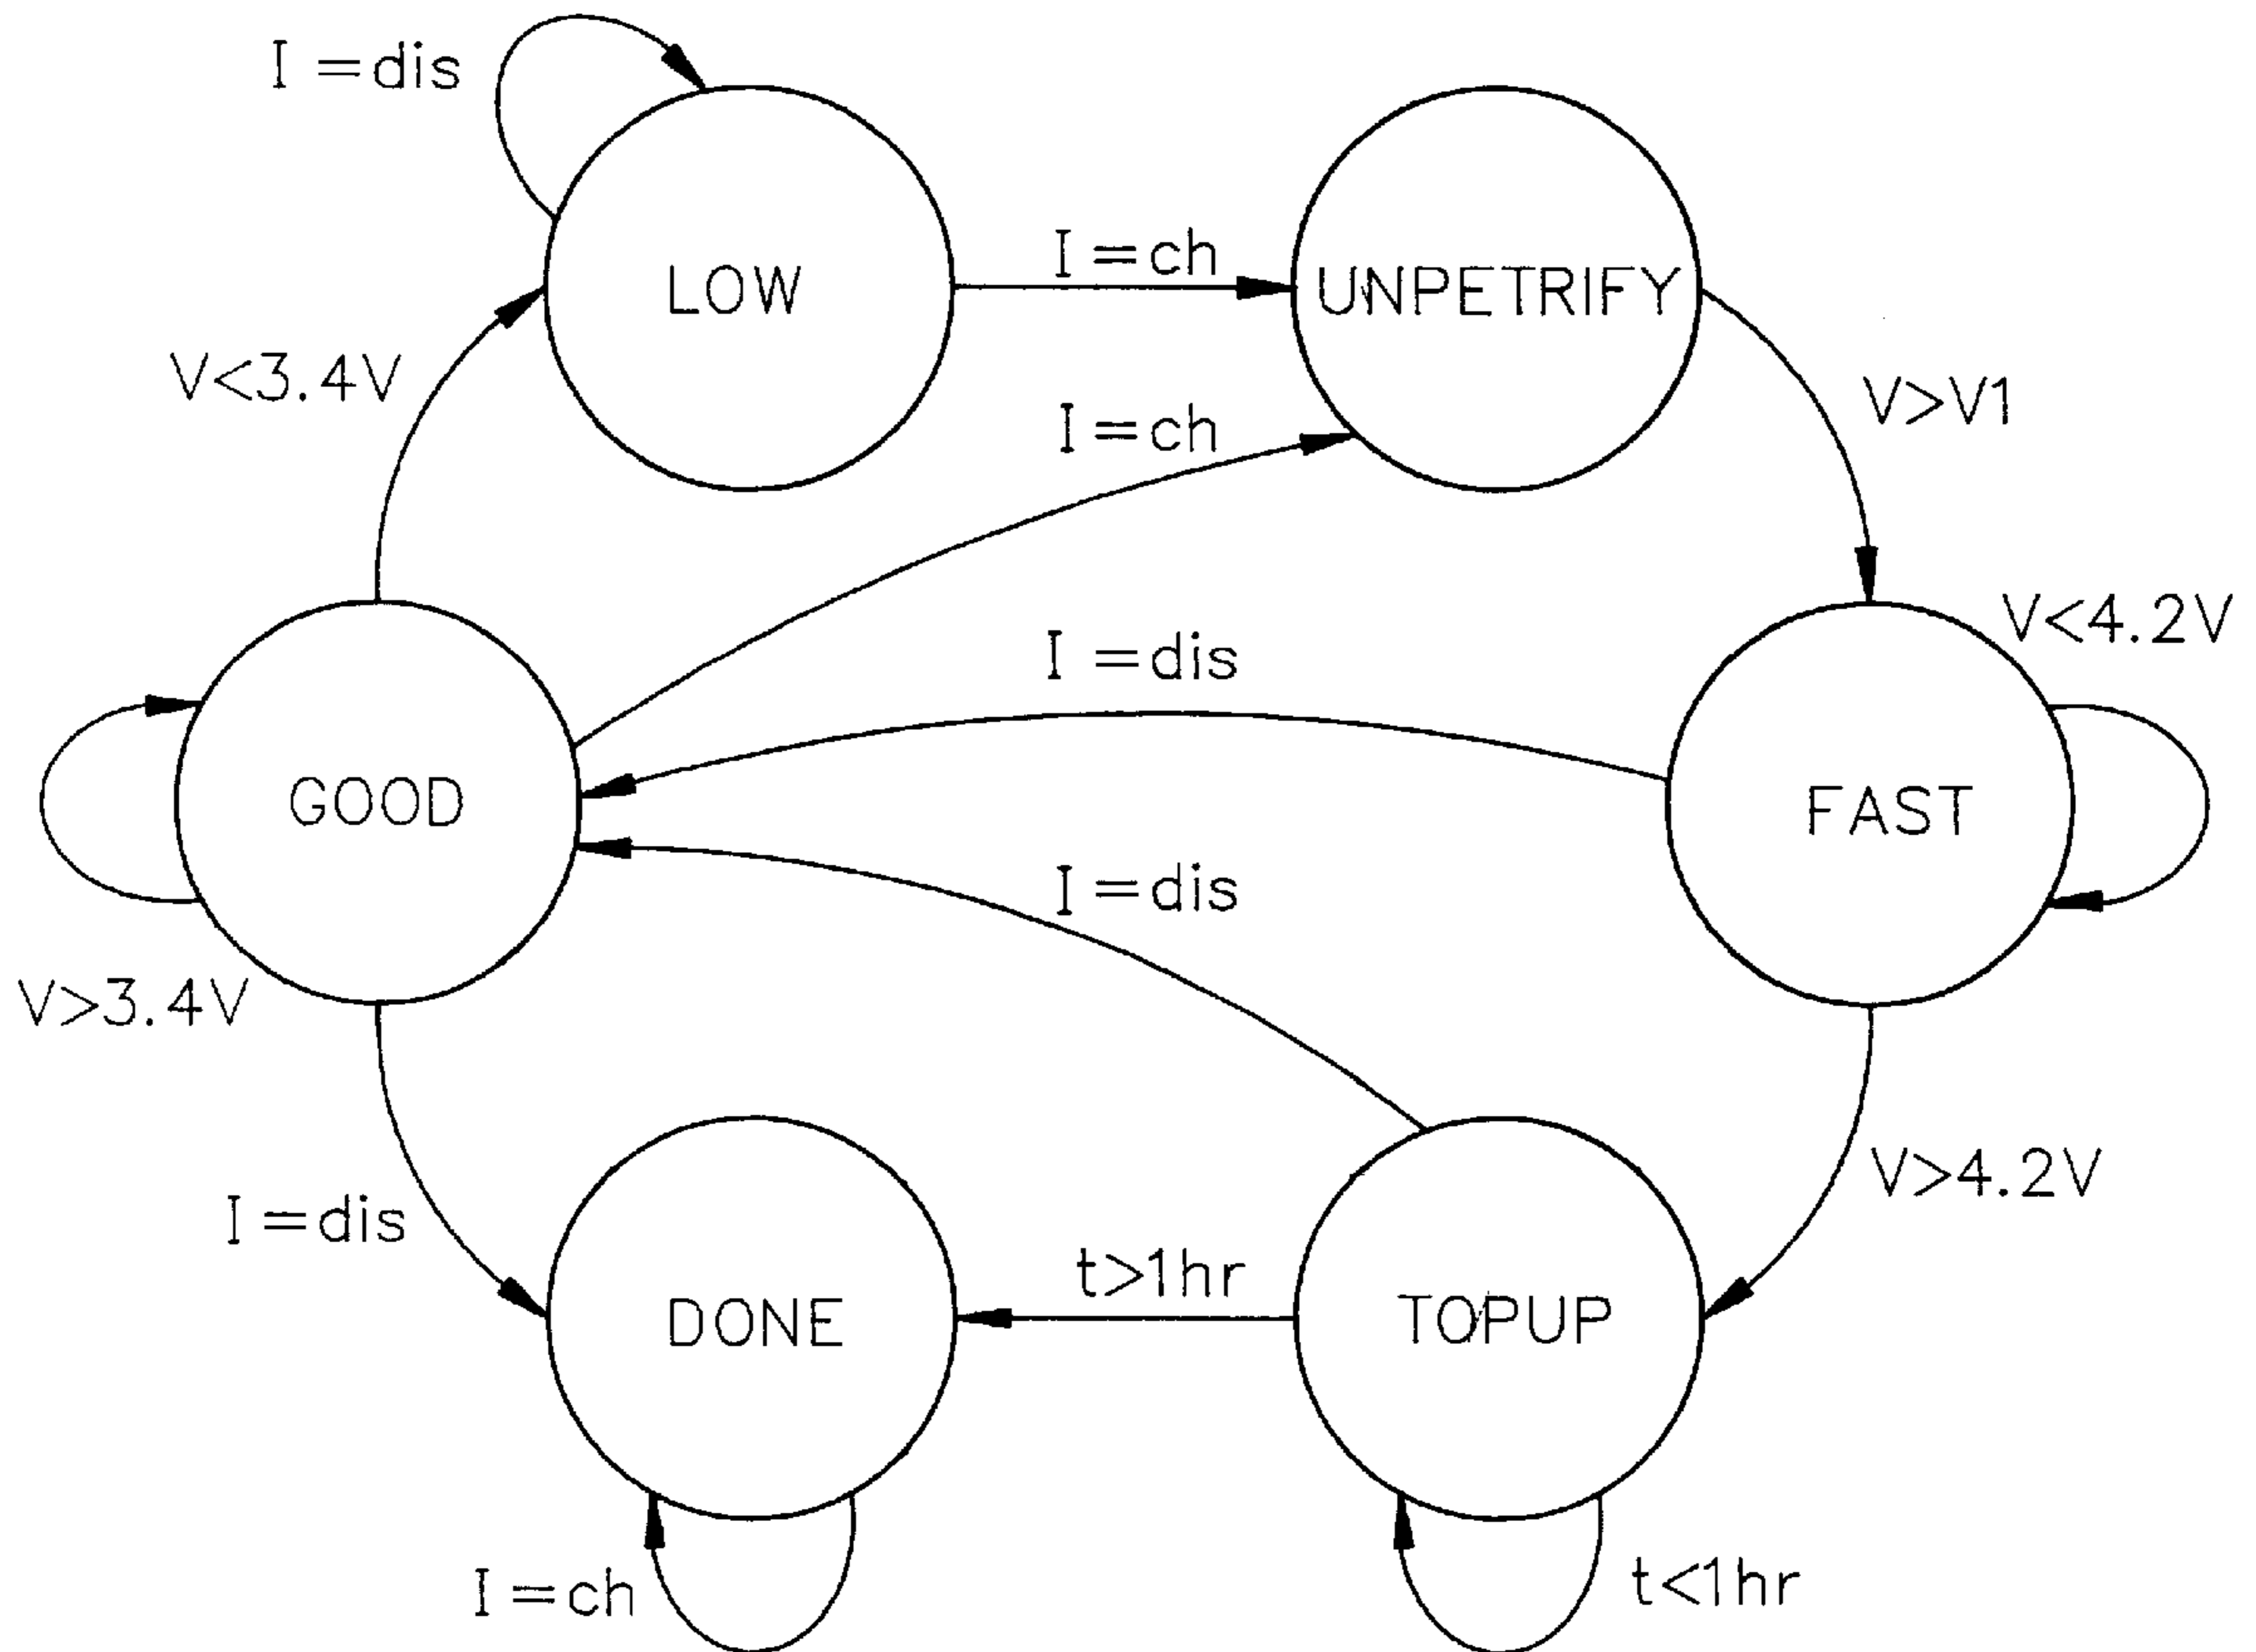 I=dis
LOW
I=ch
UNPETRIFY
V<3.4V
I=ch
V>V1
V<4.2V
I=dis
GOOD
FAST
I=dis
V>3.4V
V>4.2V
I=dis
t>1hr
DONE
TOPUP
I=ch
t<1hr